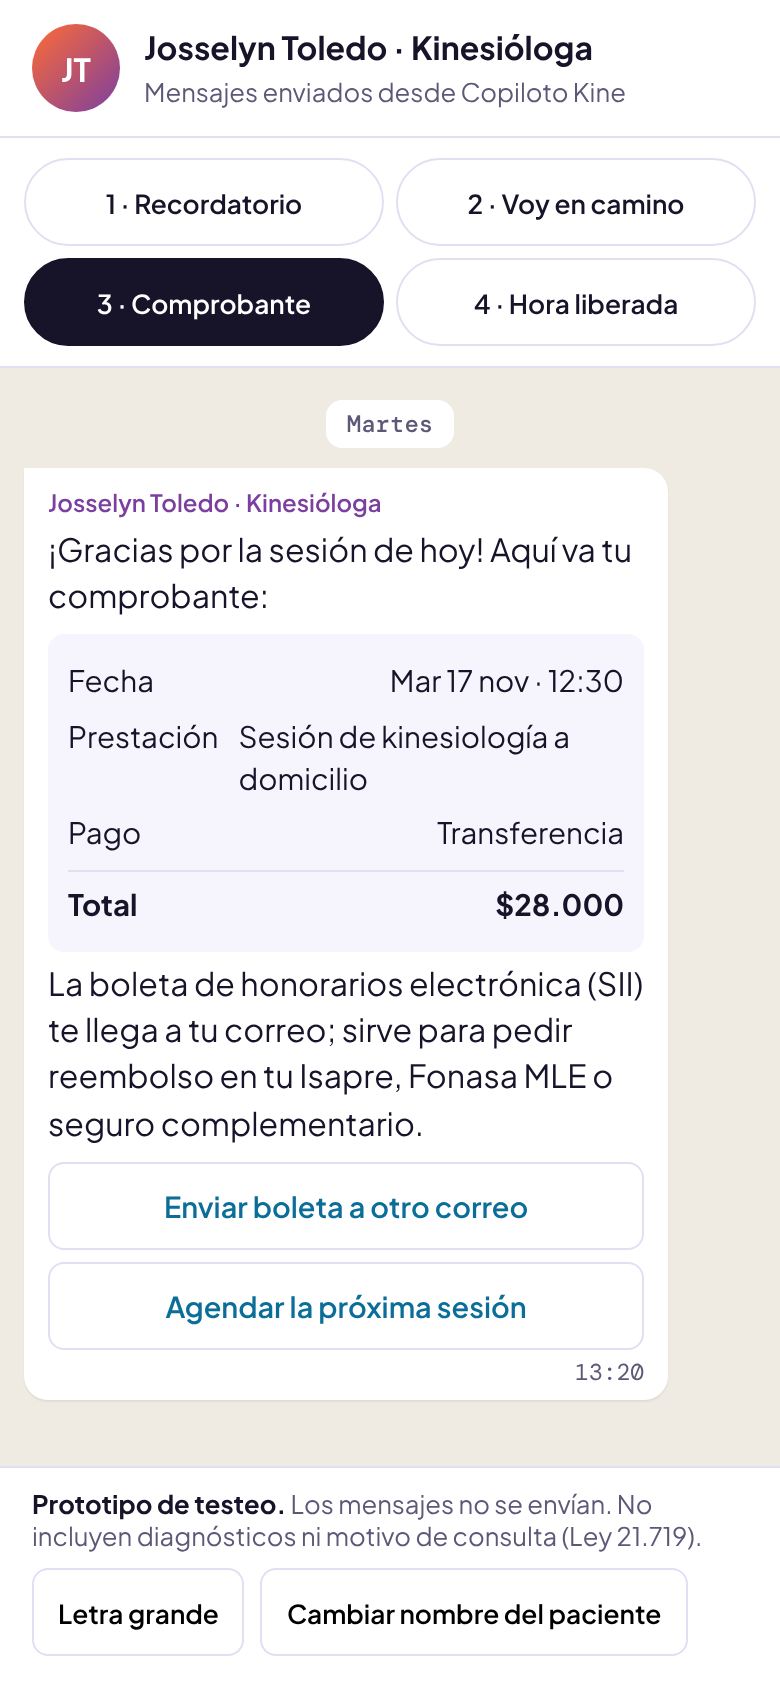 JT
Josselyn Toledo · Kinesióloga
Mensajes enviados desde Copiloto Kine
1 · Recordatorio
2 · Voy en camino
3 · Comprobante
4 · Hora liberada
Martes
Josselyn Toledo · Kinesióloga
¡Gracias por la sesión de hoy! Aquí va tu
comprobante:
Fecha Mar 17 nov · 12:30
Prestación Sesión de kinesiología a
domicilio
Pago Transferencia
Total $28.000
La boleta de honorarios electrónica (SII)
te llega a tu correo; sirve para pedir
reembolso en tu Isapre, Fonasa MLE o
seguro complementario.
Enviar boleta a otro correo
Agendar la próxima sesión
13:20
Prototipo de testeo. Los mensajes no se envían. No
incluyen diagnósticos ni motivo de consulta (Ley 21.719).
Letra grande
Cambiar nombre del paciente